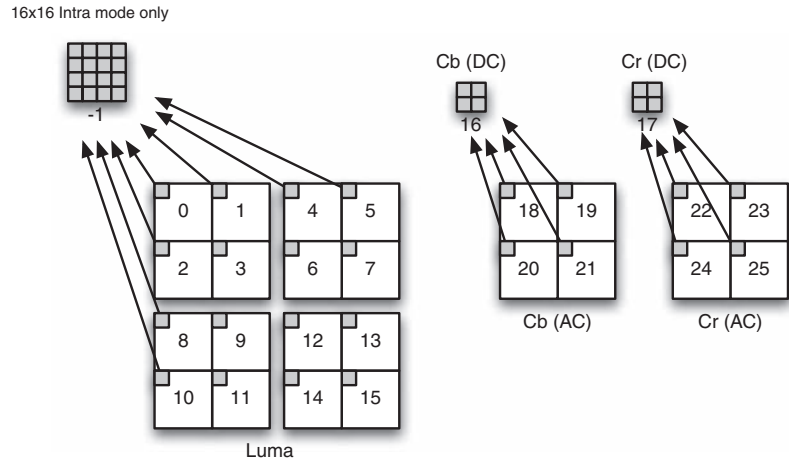 16x16 Intra mode only
Cb (DC) Cr (DC)
-1 16 17
0 1 4 5 18 19 22 23
2 3 6 7 20 21 24 25
Cb (AC) Cr (AC)
8 9 12 13
10 11 14 15
Luma